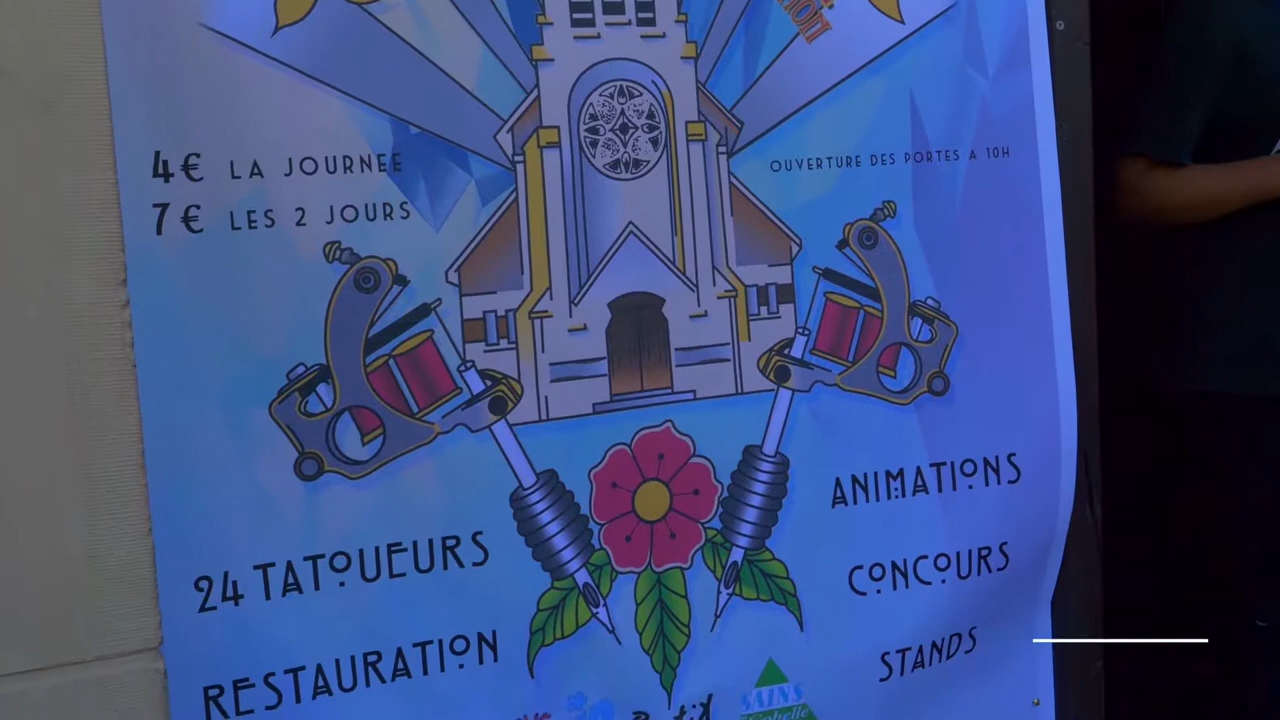 4€ LA JOURNEE
7€ LES 2 JOURS
OUVERTURE DES PORTES A 10H
24 TATOUEURS
RESTAURATION
ANIMATIONS
CONCOURS
STANDS
SAINS